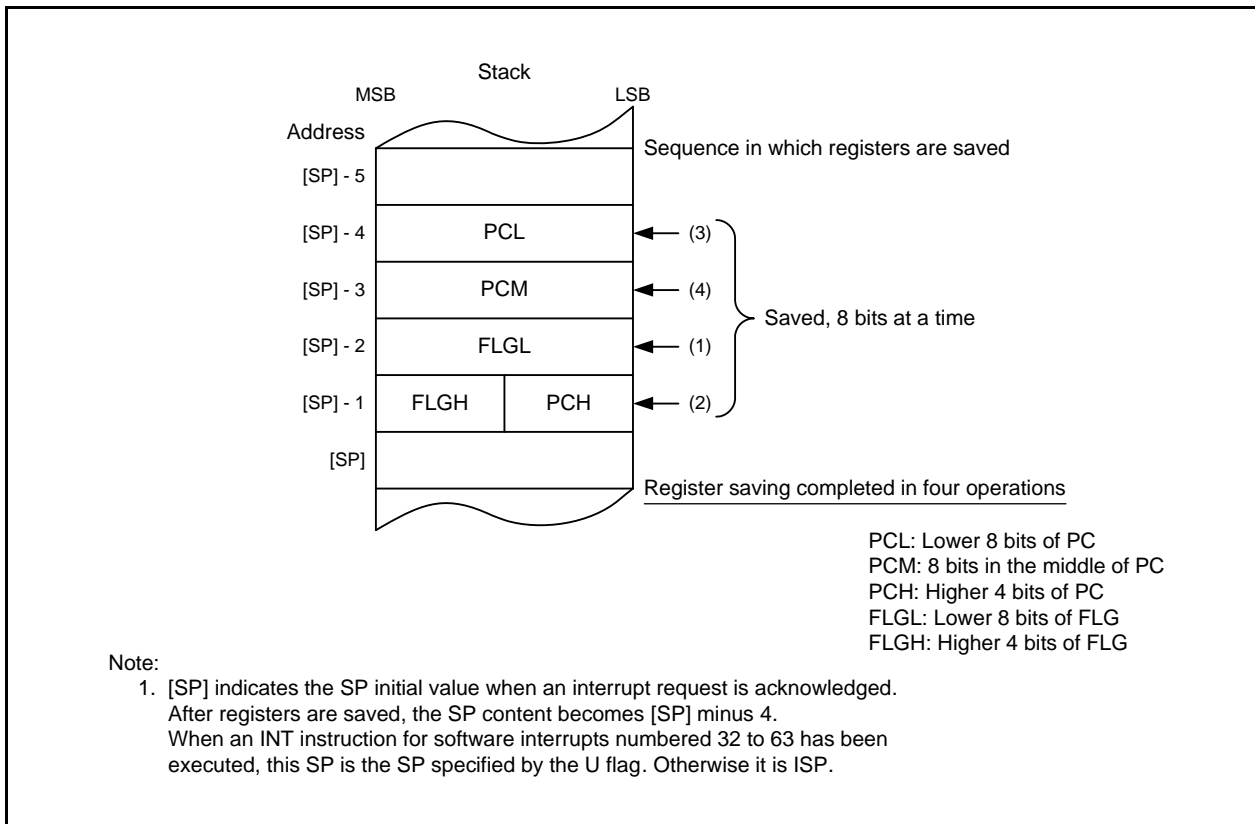 Stack
MSB LSB
Address
Sequence in which registers are saved
[SP] - 5
[SP] - 4 PCL (3)
[SP] - 3 PCM (4)
Saved, 8 bits at a time
[SP] - 2 FLGL (1)
[SP] - 1 FLGH PCH (2)
[SP]
Register saving completed in four operations
PCL: Lower 8 bits of PC
PCM: 8 bits in the middle of PC
PCH: Higher 4 bits of PC
FLGL: Lower 8 bits of FLG
FLGH: Higher 4 bits of FLG
Note:
1. [SP] indicates the SP initial value when an interrupt request is acknowledged.
After registers are saved, the SP content becomes [SP] minus 4.
When an INT instruction for software interrupts numbered 32 to 63 has been
executed, this SP is the SP specified by the U flag. Otherwise it is ISP.